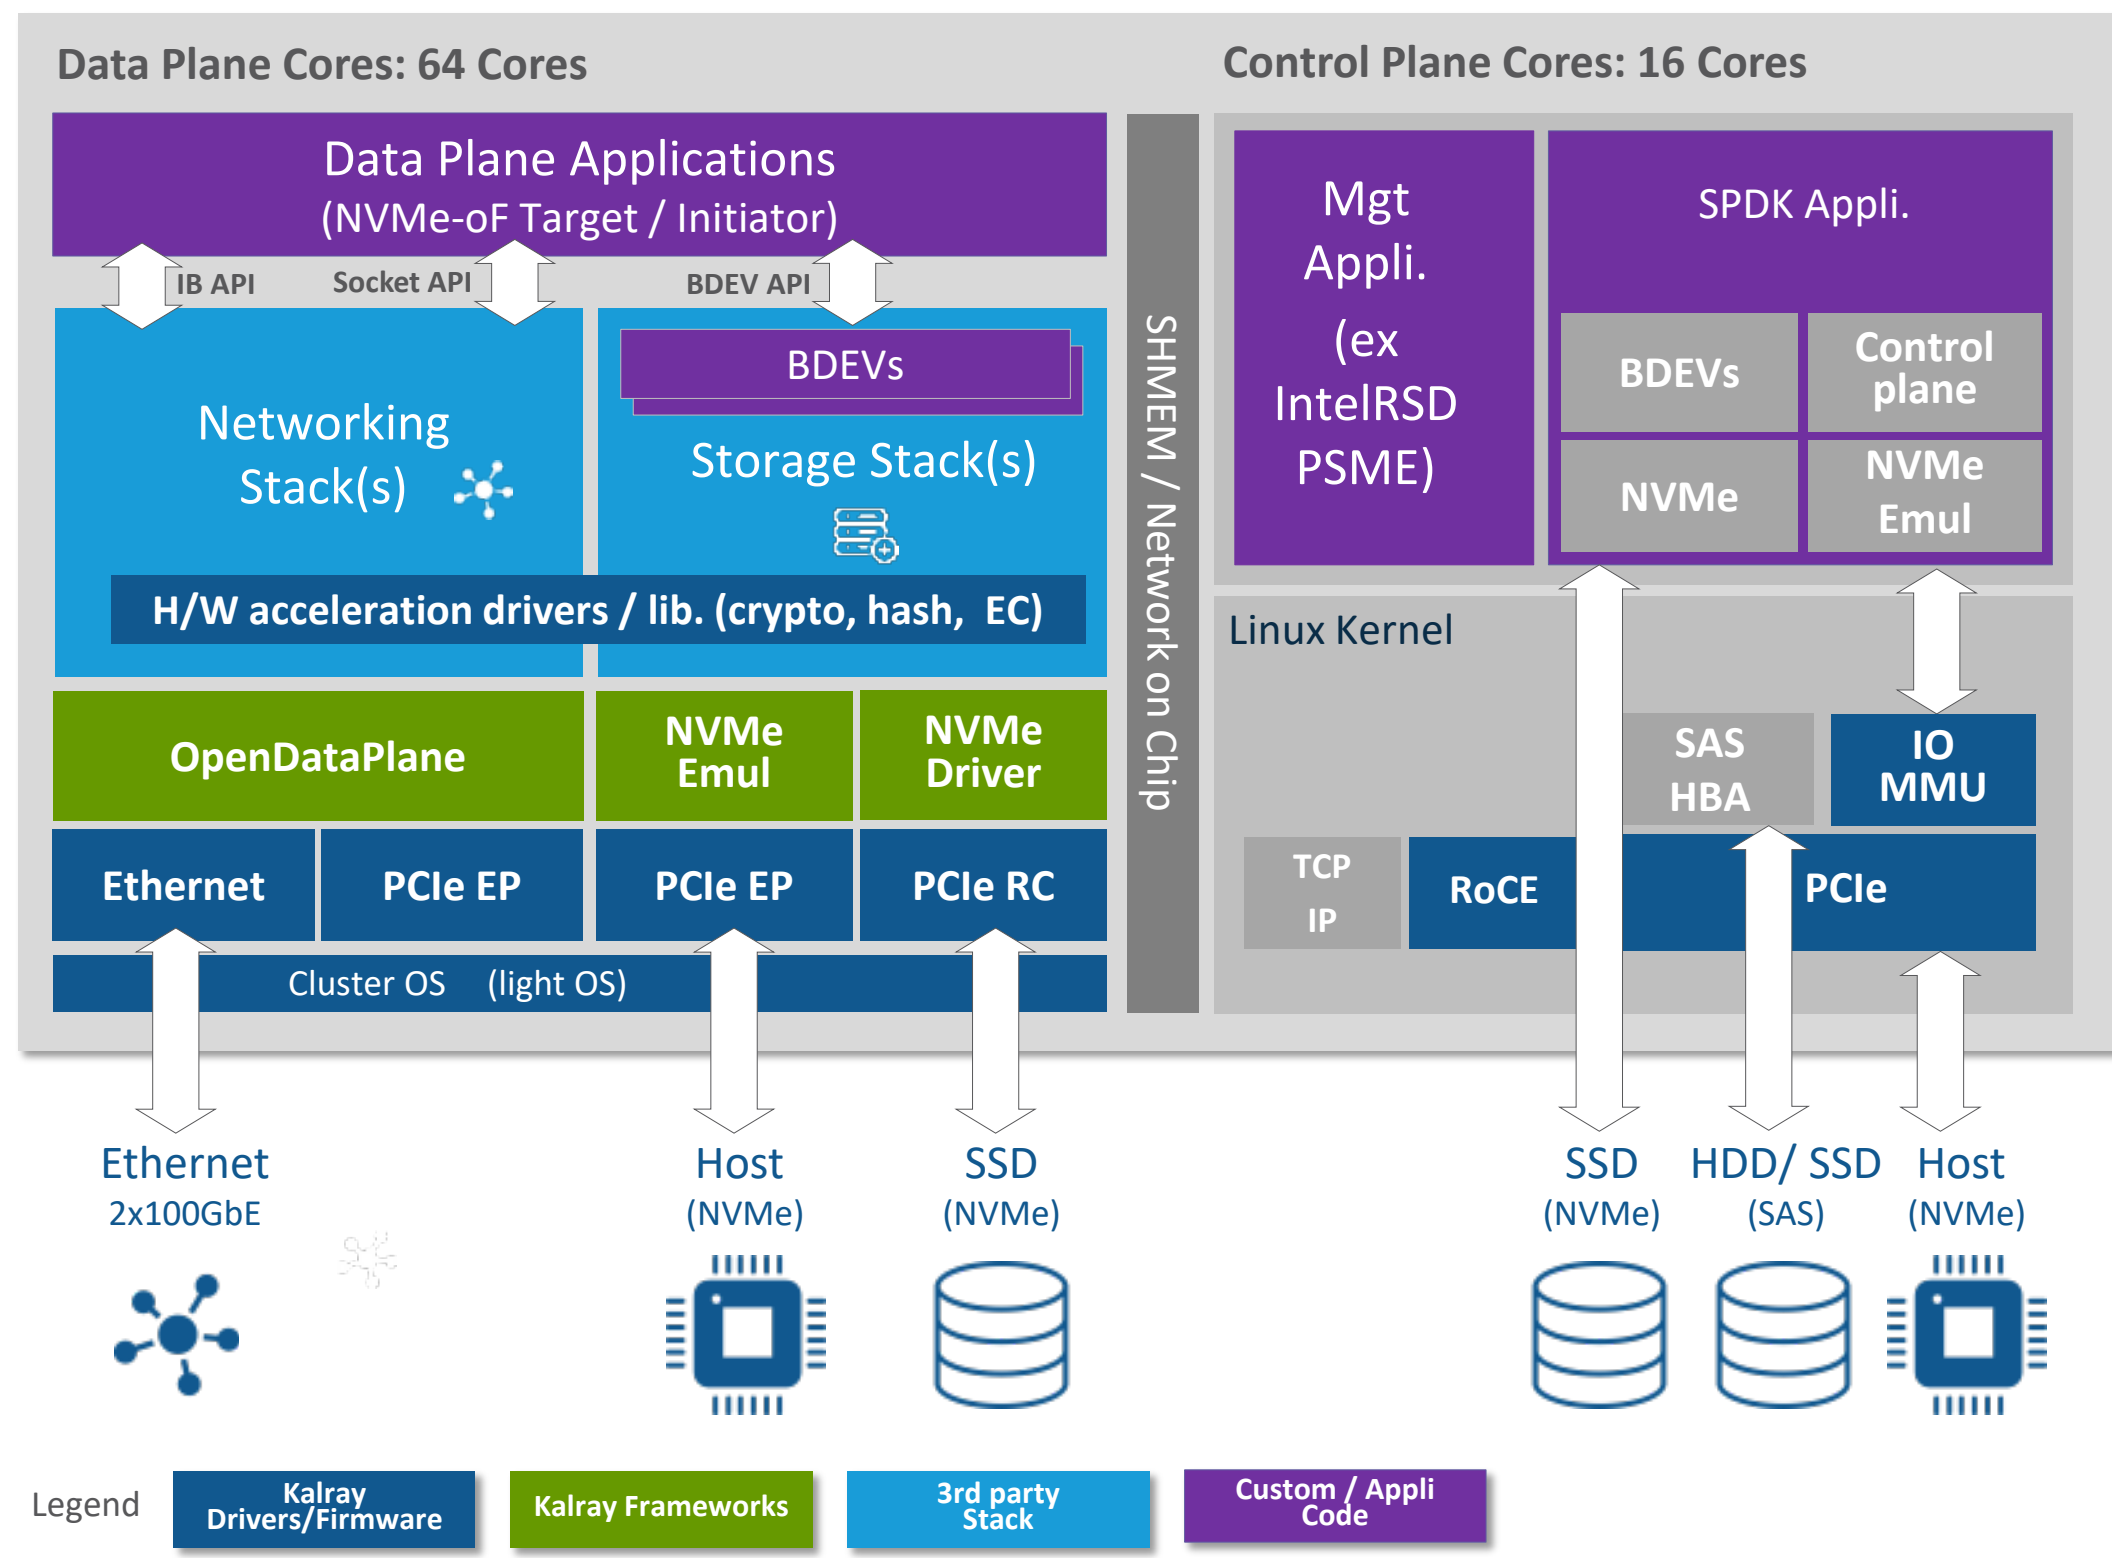 Data Plane Cores: 64 Cores
Control Plane Cores: 16 Cores
Data Plane Applications
(NVMe-oF Target / Initiator)
IB API
Socket API
BDEV API
Networking
Stack(s)
BDEVs
Storage Stack(s)
H/W acceleration drivers / lib. (crypto, hash, EC)
OpenDataPlane
NVMe
Emul
NVMe
Driver
Ethernet
PCIe EP
PCIe EP
PCIe RC
Cluster OS (light OS)
SHMEM / Network on Chip
Mgt
Appli.
(ex
IntelRSD
PSME)
SPDK Appli.
BDEVs
Control
plane
NVMe
NVMe
Emul
Linux Kernel
SAS
HBA
IO
MMU
TCP
IP
RoCE
PCIe
Ethernet
2x100GbE
Host
(NVMe)
SSD
(NVMe)
SSD
(NVMe)
HDD/ SSD
(SAS)
Host
(NVMe)
Legend
Kalray
Drivers/Firmware
Kalray Frameworks
3rd party
Stack
Custom / Appli
Code